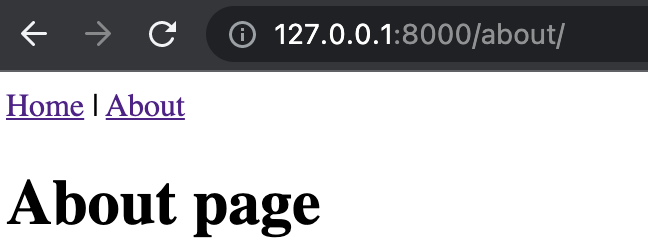 127.0.0.1:8000/about/
Home | About
About page